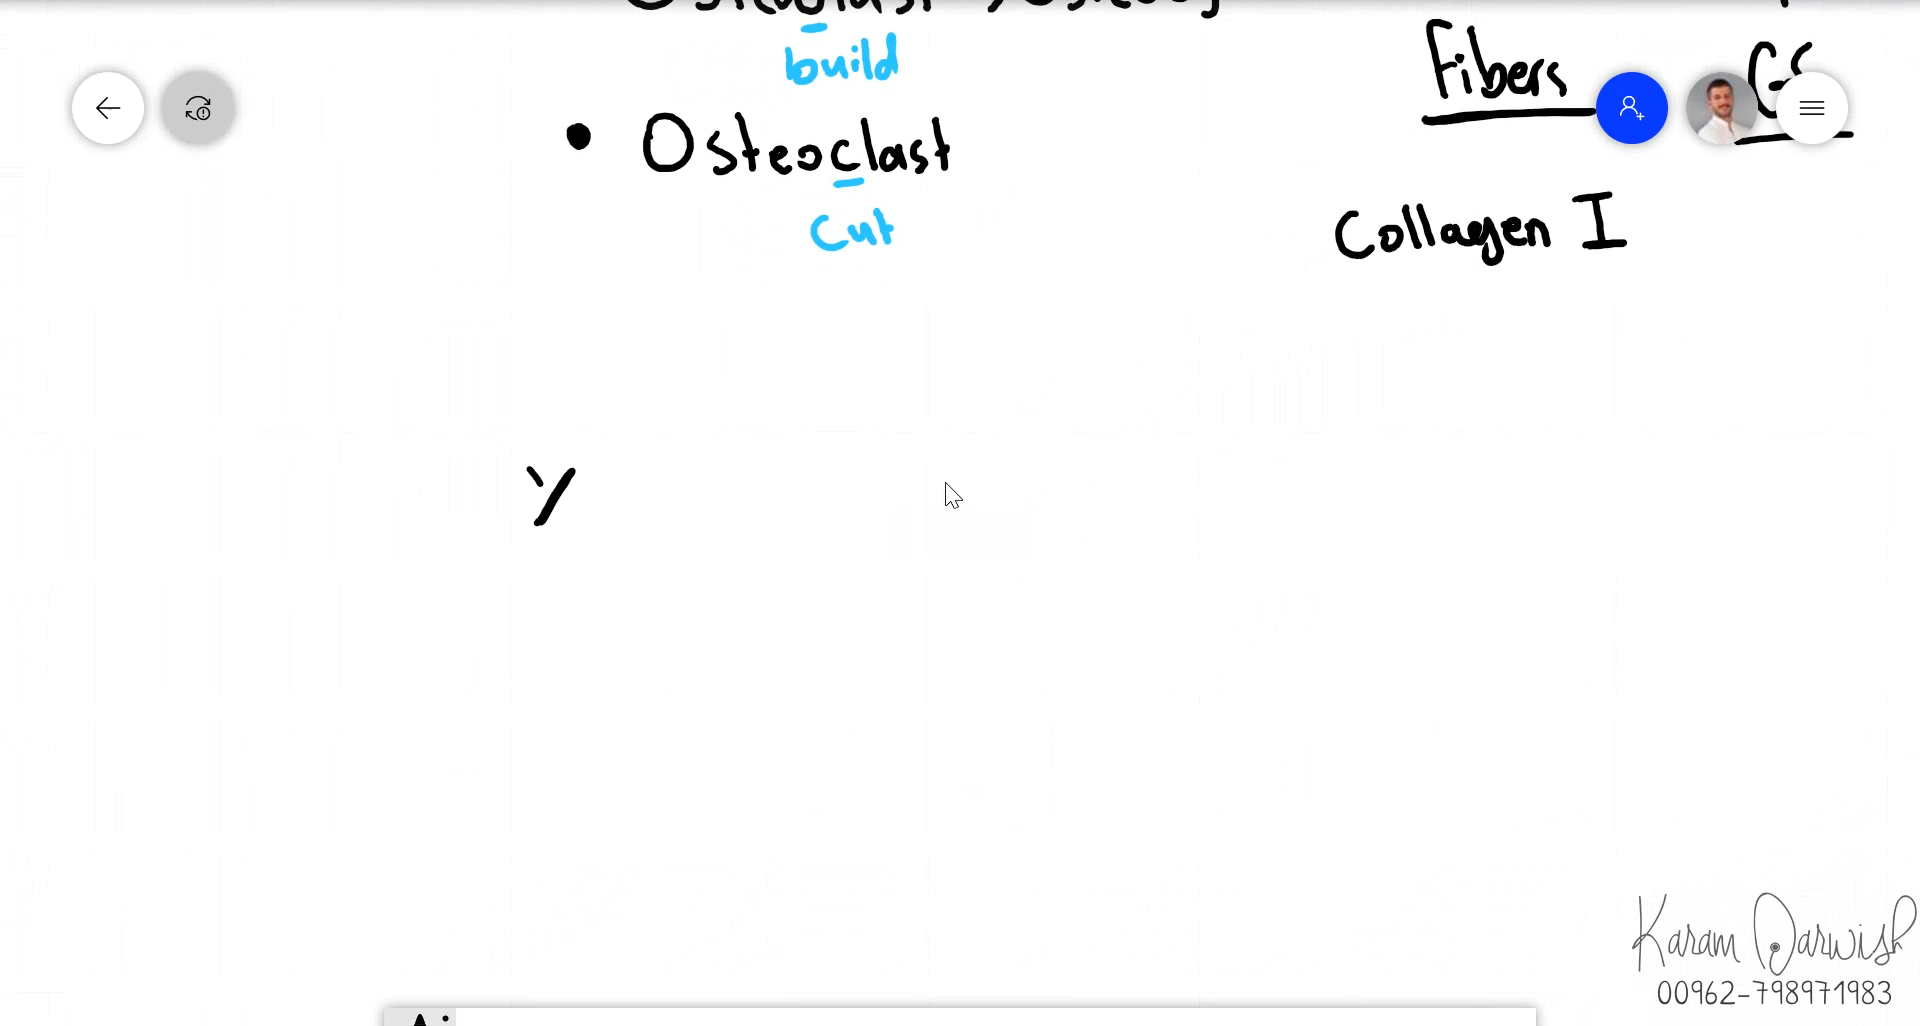 build
Fibers
• Osteoclast
Cut
Collagen I
Y
Karam Darwish
00962-798971983